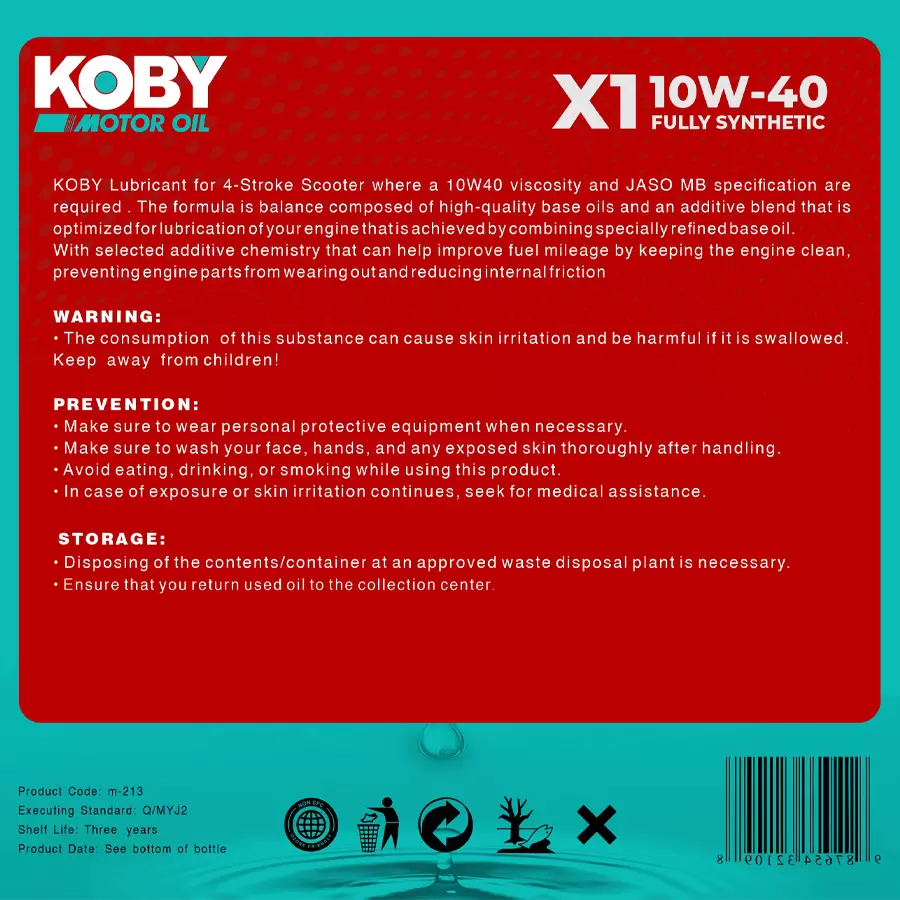 KOBY
MOTOR OIL
X1 10W-40
FULLY SYNTHETIC
KOBY Lubricant for 4-Stroke Scooter where a 10W40 viscosity and JASO MB specification are
required . The formula is balance composed of high-quality base oils and an additive blend that is
optimized for lubrication of your engine that is achieved by combining specially refined base oil.
With selected additive chemistry that can help improve fuel mileage by keeping the engine clean,
preventing engine parts from wearing out and reducing internal friction
WARNING:
• The consumption of this substance can cause skin irritation and be harmful if it is swallowed.
Keep away from children!
PREVENTION:
• Make sure to wear personal protective equipment when necessary.
• Make sure to wash your face, hands, and any exposed skin thoroughly after handling.
• Avoid eating, drinking, or smoking while using this product.
• In case of exposure or skin irritation continues, seek for medical assistance.
STORAGE:
• Disposing of the contents/container at an approved waste disposal plant is necessary.
• Ensure that you return used oil to the collection center.
Product Code: m-213
Executing Standard: Q/MYJ2
Shelf Life: Three years
Product Date: See bottom of bottle
NON CFC
OZONE FRIENDLY
9 87654 32109 8